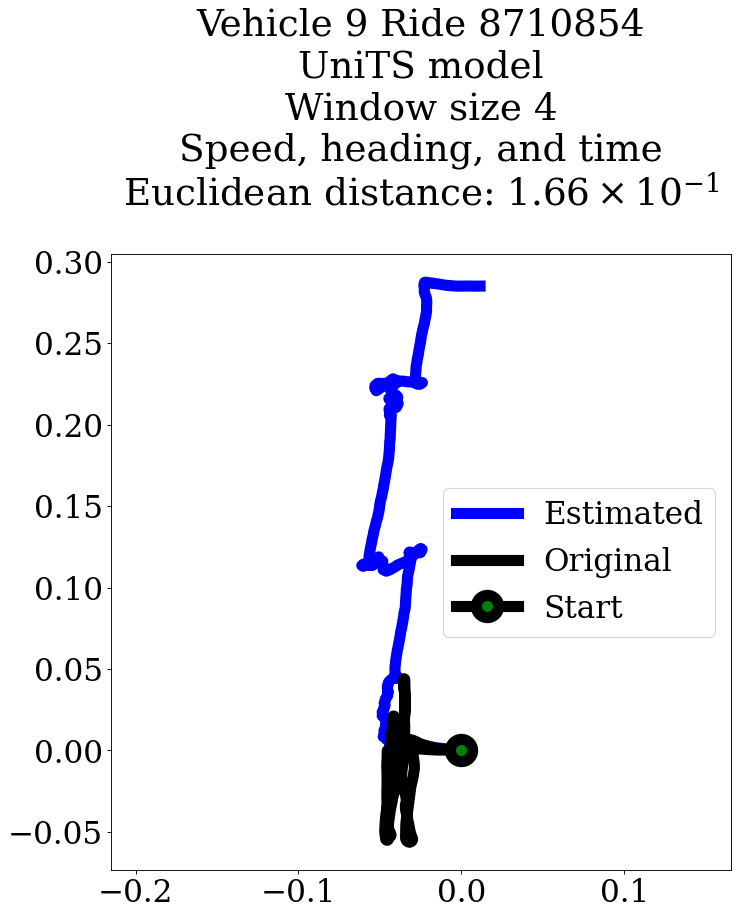 Vehicle 9 Ride 8710854
UniTS model
Window size 4
Speed, heading, and time
Euclidean distance: 1.66 × 10⁻¹
0.30
0.25
0.20
0.15
0.10
0.05
0.00
−0.05
Estimated
Original
Start
−0.2 −0.1 0.0 0.1